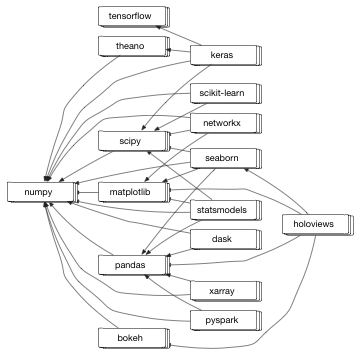 tensorflow
theano
keras
scikit-learn
networkx
scipy
seaborn
numpy
matplotlib
statsmodels
holoviews
dask
pandas
xarray
pyspark
bokeh